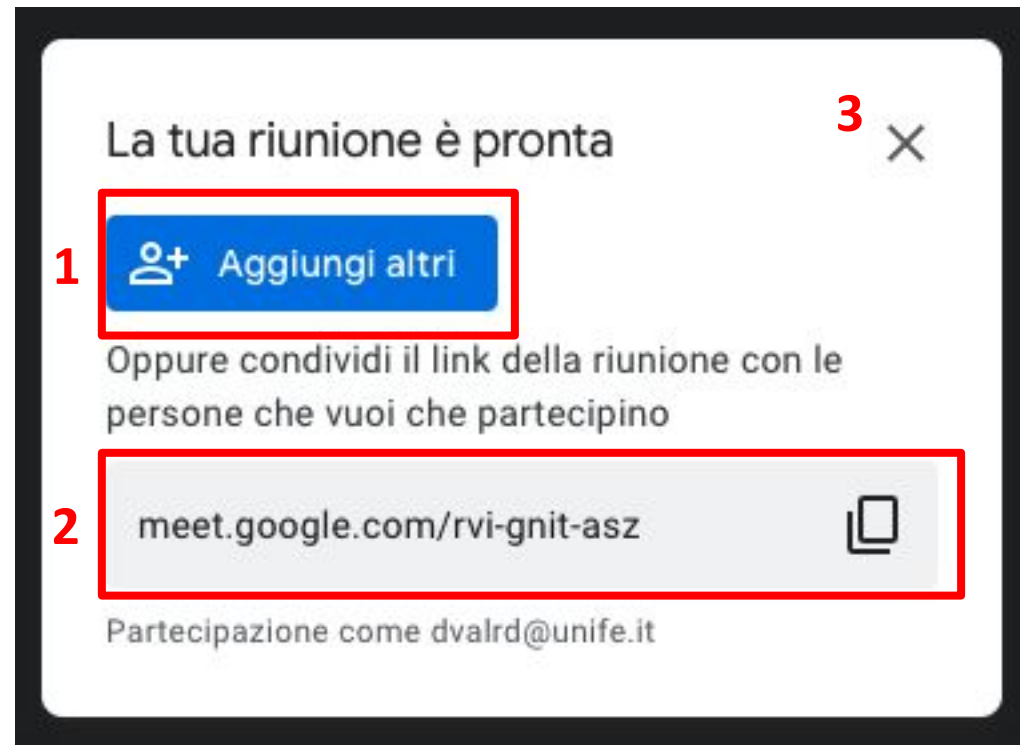 La tua riunione è pronta
3
1
Aggiungi altri
Oppure condividi il link della riunione con le
persone che vuoi che partecipino
2
meet.google.com/rvi-gnit-asz
Partecipazione come dvalrd@unife.it